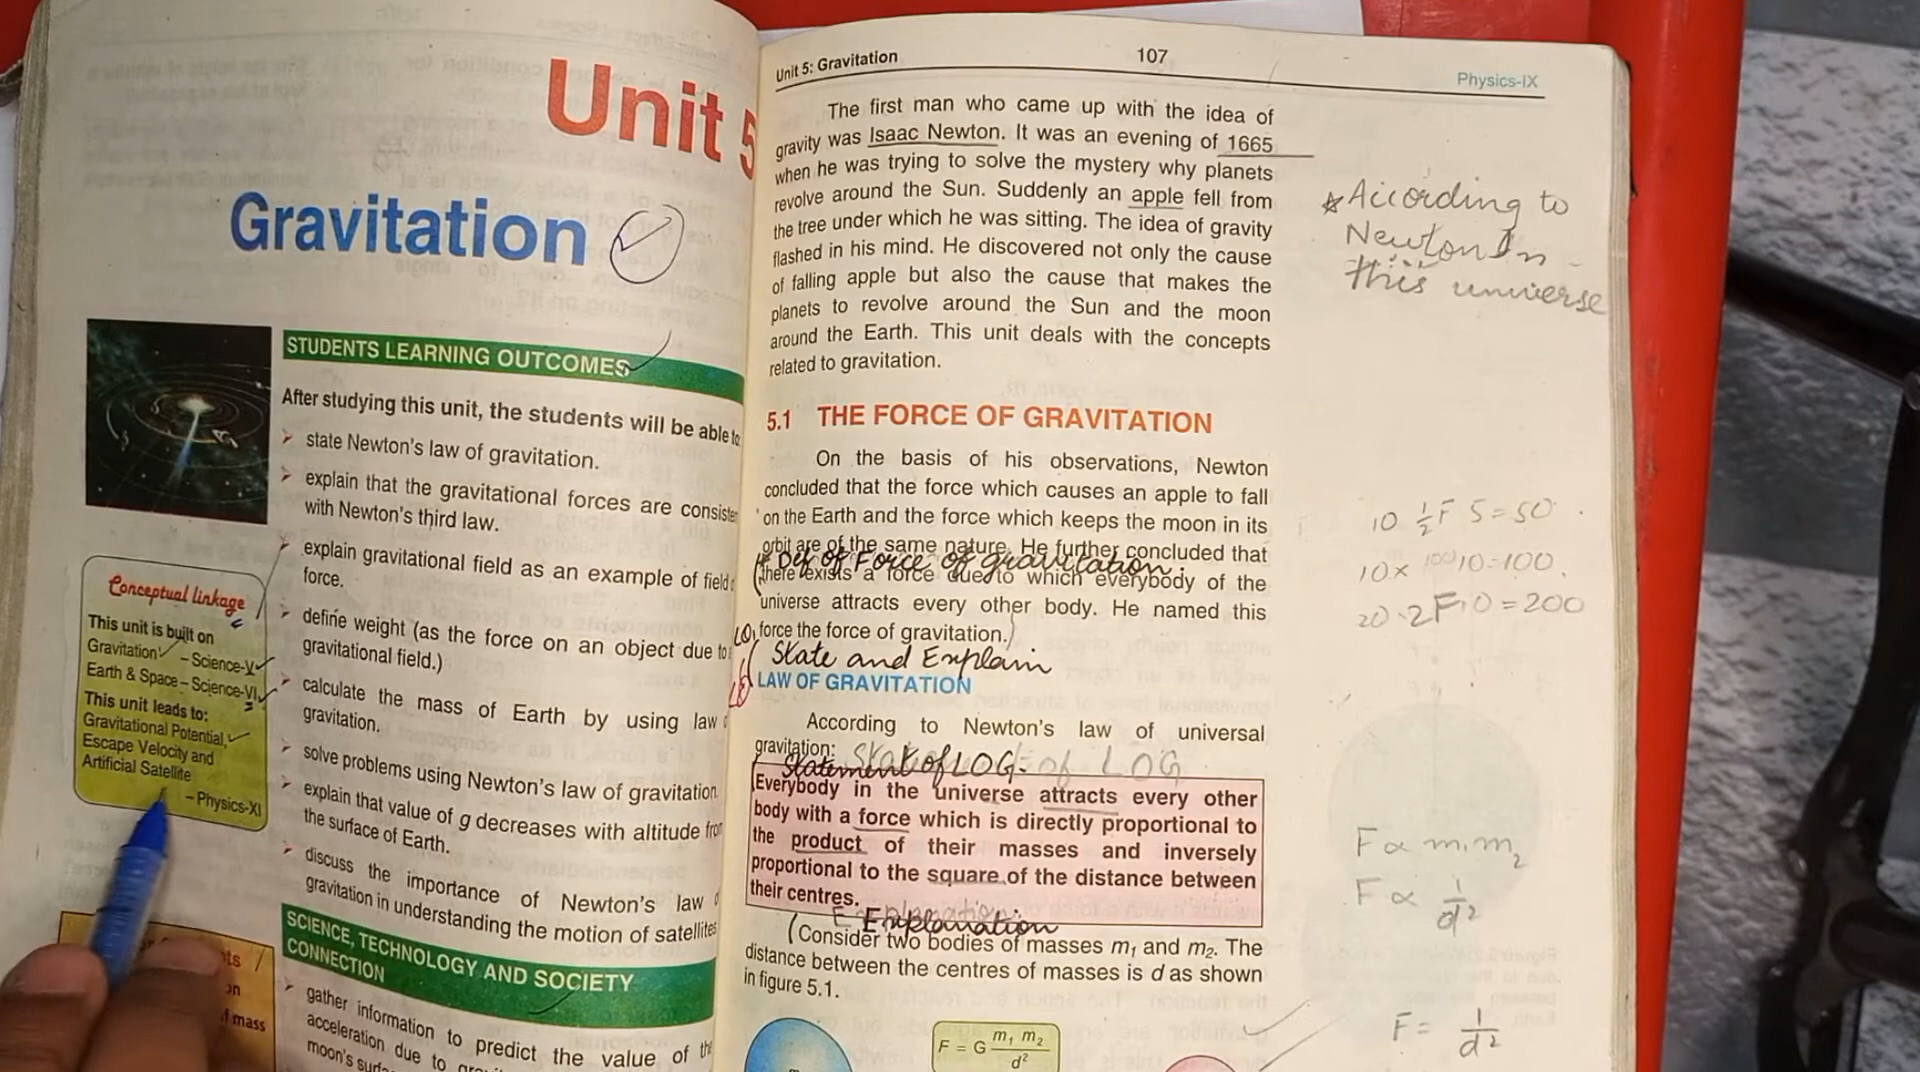 Unit 5
Gravitation
STUDENTS LEARNING OUTCOMES
After studying this unit, the students will be able to
state Newton's law of gravitation.
explain that the gravitational forces are consisten
with Newton's third law.
explain gravitational field as an example of field
force.
define weight (as the force on an object due to
gravitational field.)
calculate the mass of Earth by using law
gravitation.
solve problems using Newton's law of gravitation.
explain that value of g decreases with altitude from
the surface of Earth.
discuss the importance of Newton's law
gravitation in understanding the motion of satellites
SCIENCE, TECHNOLOGY AND SOCIETY
CONNECTION
gather information to predict the value of th
acceleration due to
moon's
Conceptual linkage
This unit is built on
Gravitation – Science-V
Earth & Space – Science-VI
This unit leads to:
Gravitational Potential,
Escape Velocity and
Artificial Satellite
– Physics-XI
f mass
Unit 5: Gravitation 107 Physics-IX
The first man who came up with the idea of
gravity was Isaac Newton. It was an evening of 1665
when he was trying to solve the mystery why planets
revolve around the Sun. Suddenly an apple fell from
the tree under which he was sitting. The idea of gravity
flashed in his mind. He discovered not only the cause
of falling apple but also the cause that makes the
planets to revolve around the Sun and the moon
around the Earth. This unit deals with the concepts
related to gravitation.
5.1 THE FORCE OF GRAVITATION
On the basis of his observations, Newton
concluded that the force which causes an apple to fall
on the Earth and the force which keeps the moon in its
orbit are of the same nature. He further concluded that
Def of Force of gravitation:
(there exists a force due to which everybody of the
universe attracts every other body. He named this
force the force of gravitation.)
State and Explain
LAW OF GRAVITATION
According to Newton's law of universal
gravitation:
Statement of LOG:
Everybody in the universe attracts every other
body with a force which is directly proportional to
the product of their masses and inversely
proportional to the square of the distance between
their centres.
Explanation
(Consider two bodies of masses m₁ and m₂. The
distance between the centres of masses is d as shown
in figure 5.1.
F = G m₁ m₂ / d²
According to
Newton In
this universe
10 ½F 5=50
10x 10=100
20 2F 10=200
F ∝ m₁m₂
F ∝ 1/d²
F = 1/d²